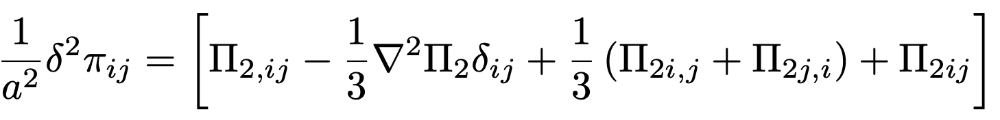 \frac{1}{a^2}\delta^2\pi_{ij} = \left[\Pi_{2,ij} - \frac{1}{3}\nabla^2\Pi_2\delta_{ij} + \frac{1}{3}\left(\Pi_{2i,j} + \Pi_{2j,i}\right) + \Pi_{2ij}\right]